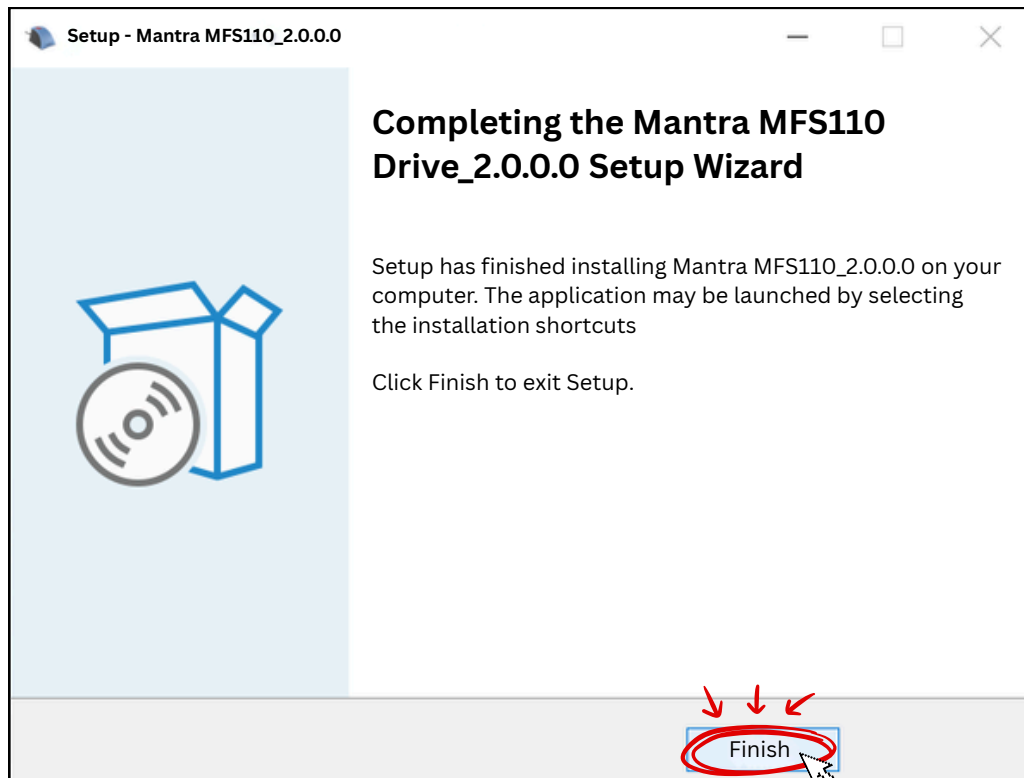 Setup - Mantra MFS110_2.0.0.0
Completing the Mantra MFS110
Drive_2.0.0.0 Setup Wizard
Setup has finished installing Mantra MFS110_2.0.0.0 on your
computer. The application may be launched by selecting
the installation shortcuts
Click Finish to exit Setup.
Finish